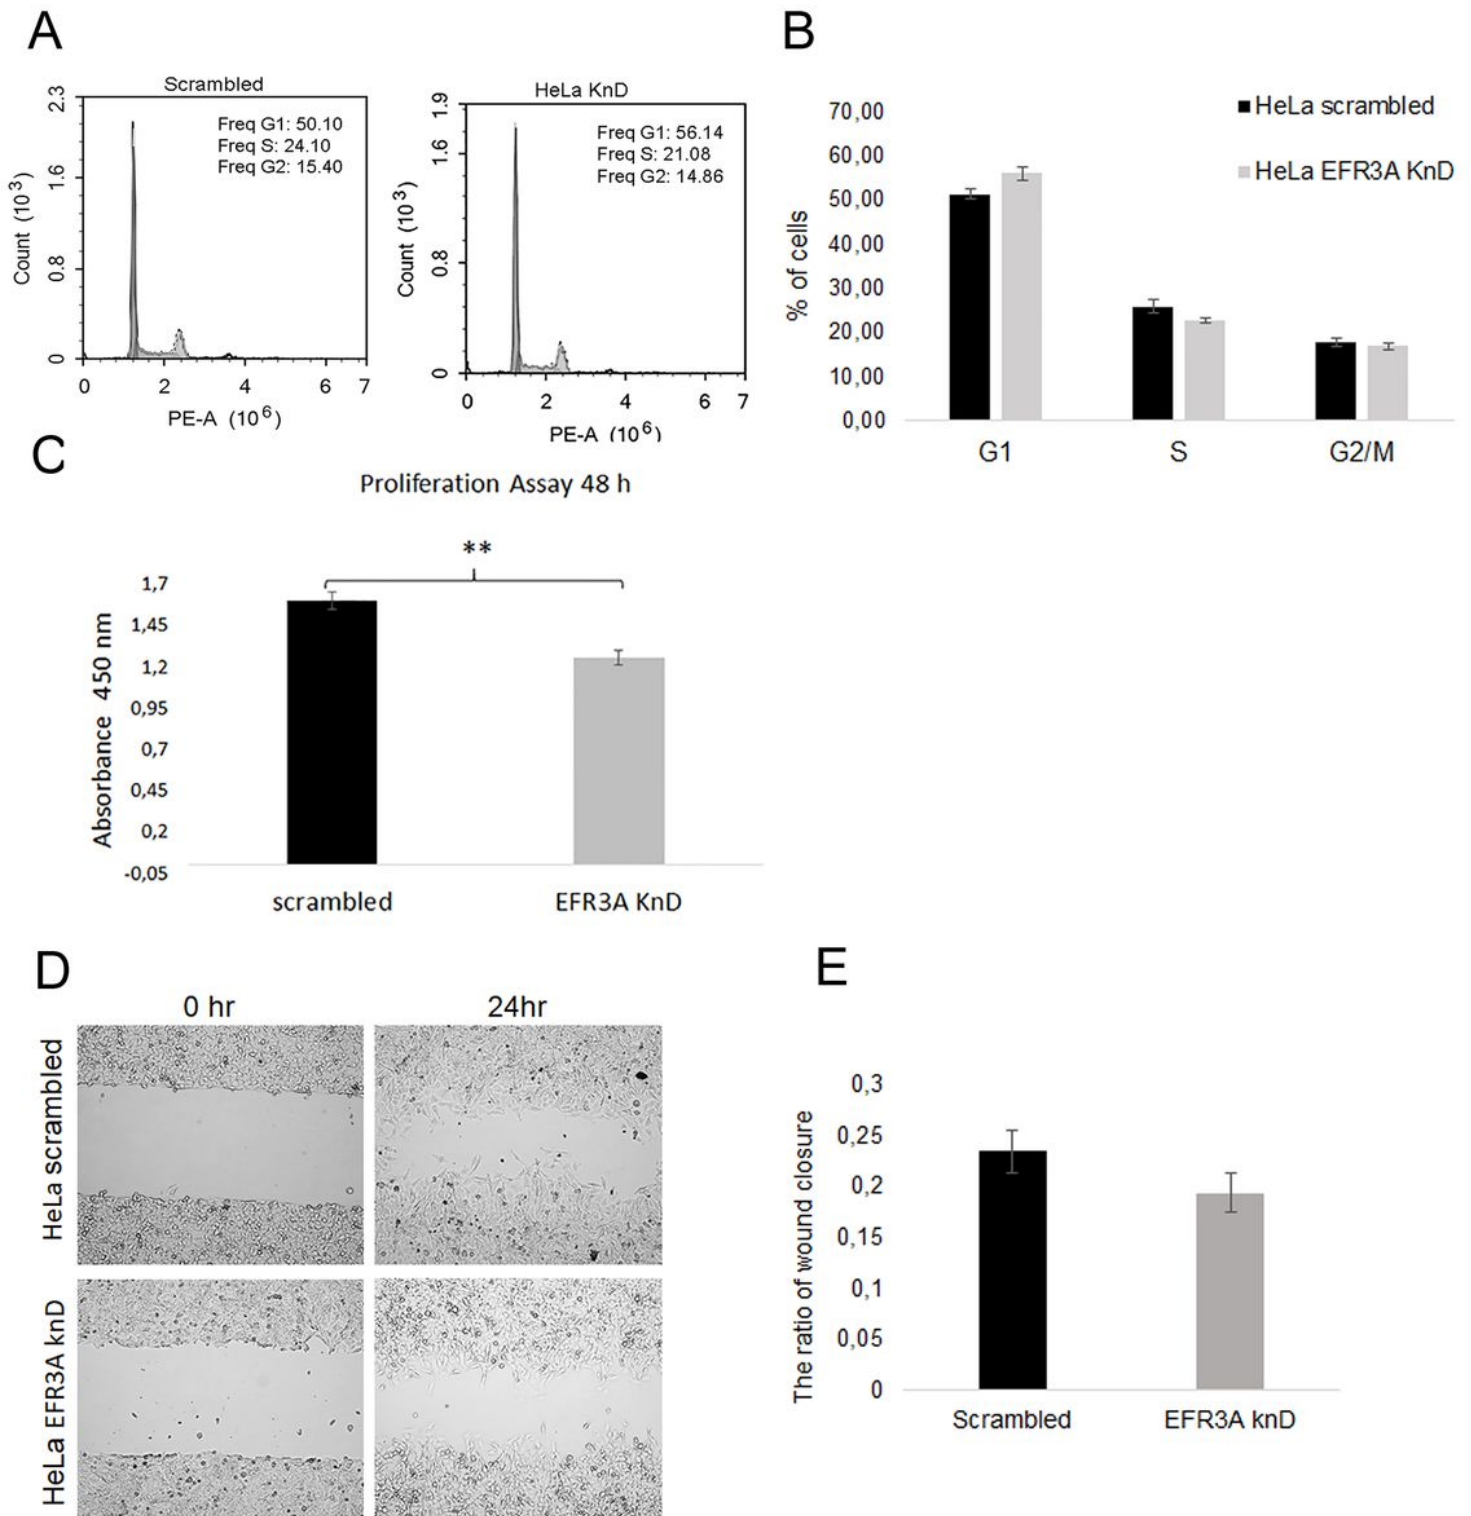 A
Scrambled
2.3
1.6
0.8
0
Count (10³)
Freq G1: 50.10
Freq S: 24.10
Freq G2: 15.40
0 2 4 6 7
PE-A (10⁶)
HeLa KnD
1.9
1.6
0.8
0
Count (10³)
Freq G1: 56.14
Freq S: 21.08
Freq G2: 14.86
0 2 4 6 7
PE-A (10⁶)
B
HeLa scrambled
HeLa EFR3A KnD
70,00
60,00
50,00
40,00
30,00
20,00
10,00
0,00
% of cells
G1 S G2/M
C
Proliferation Assay 48 h
**
1,7
1,45
1,2
0,95
0,7
0,45
0,2
-0,05
Absorbance 450 nm
scrambled EFR3A KnD
D
0 hr 24hr
HeLa scrambled
HeLa EFR3A knD
E
0,3
0,25
0,2
0,15
0,1
0,05
0
The ratio of wound closure
Scrambled EFR3A knD